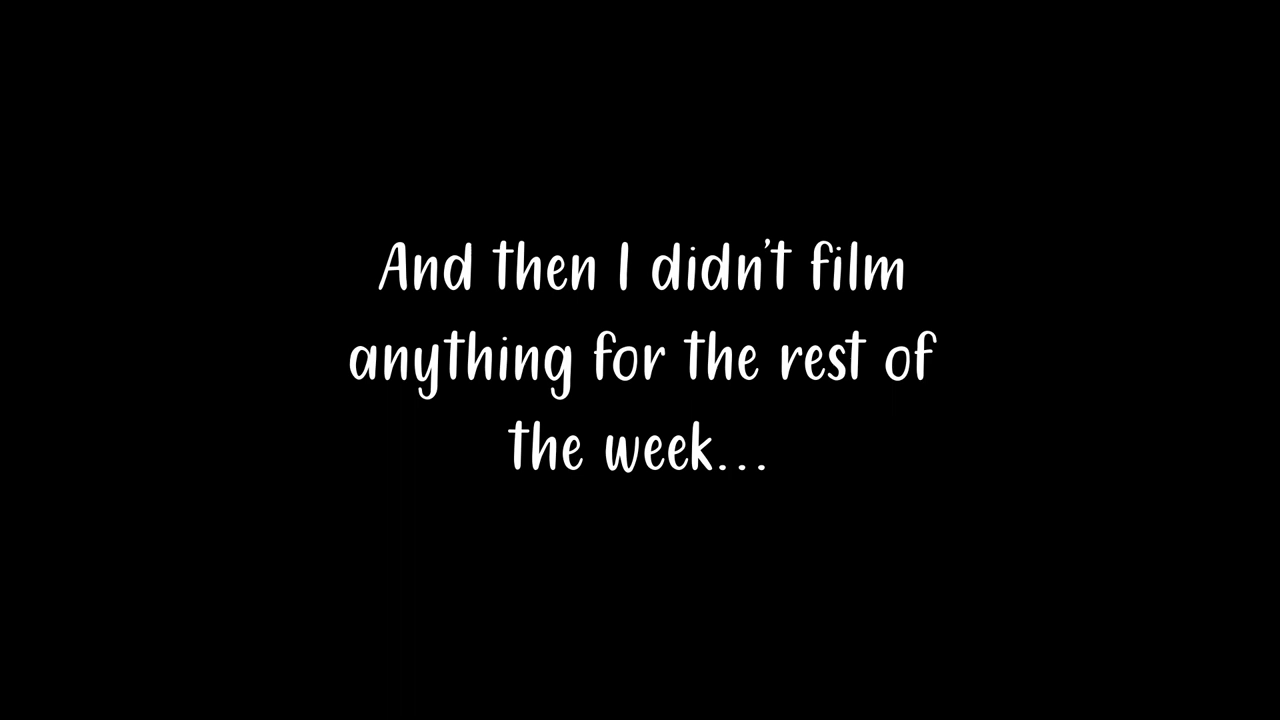 And then I didn't film
anything for the rest of
the week...